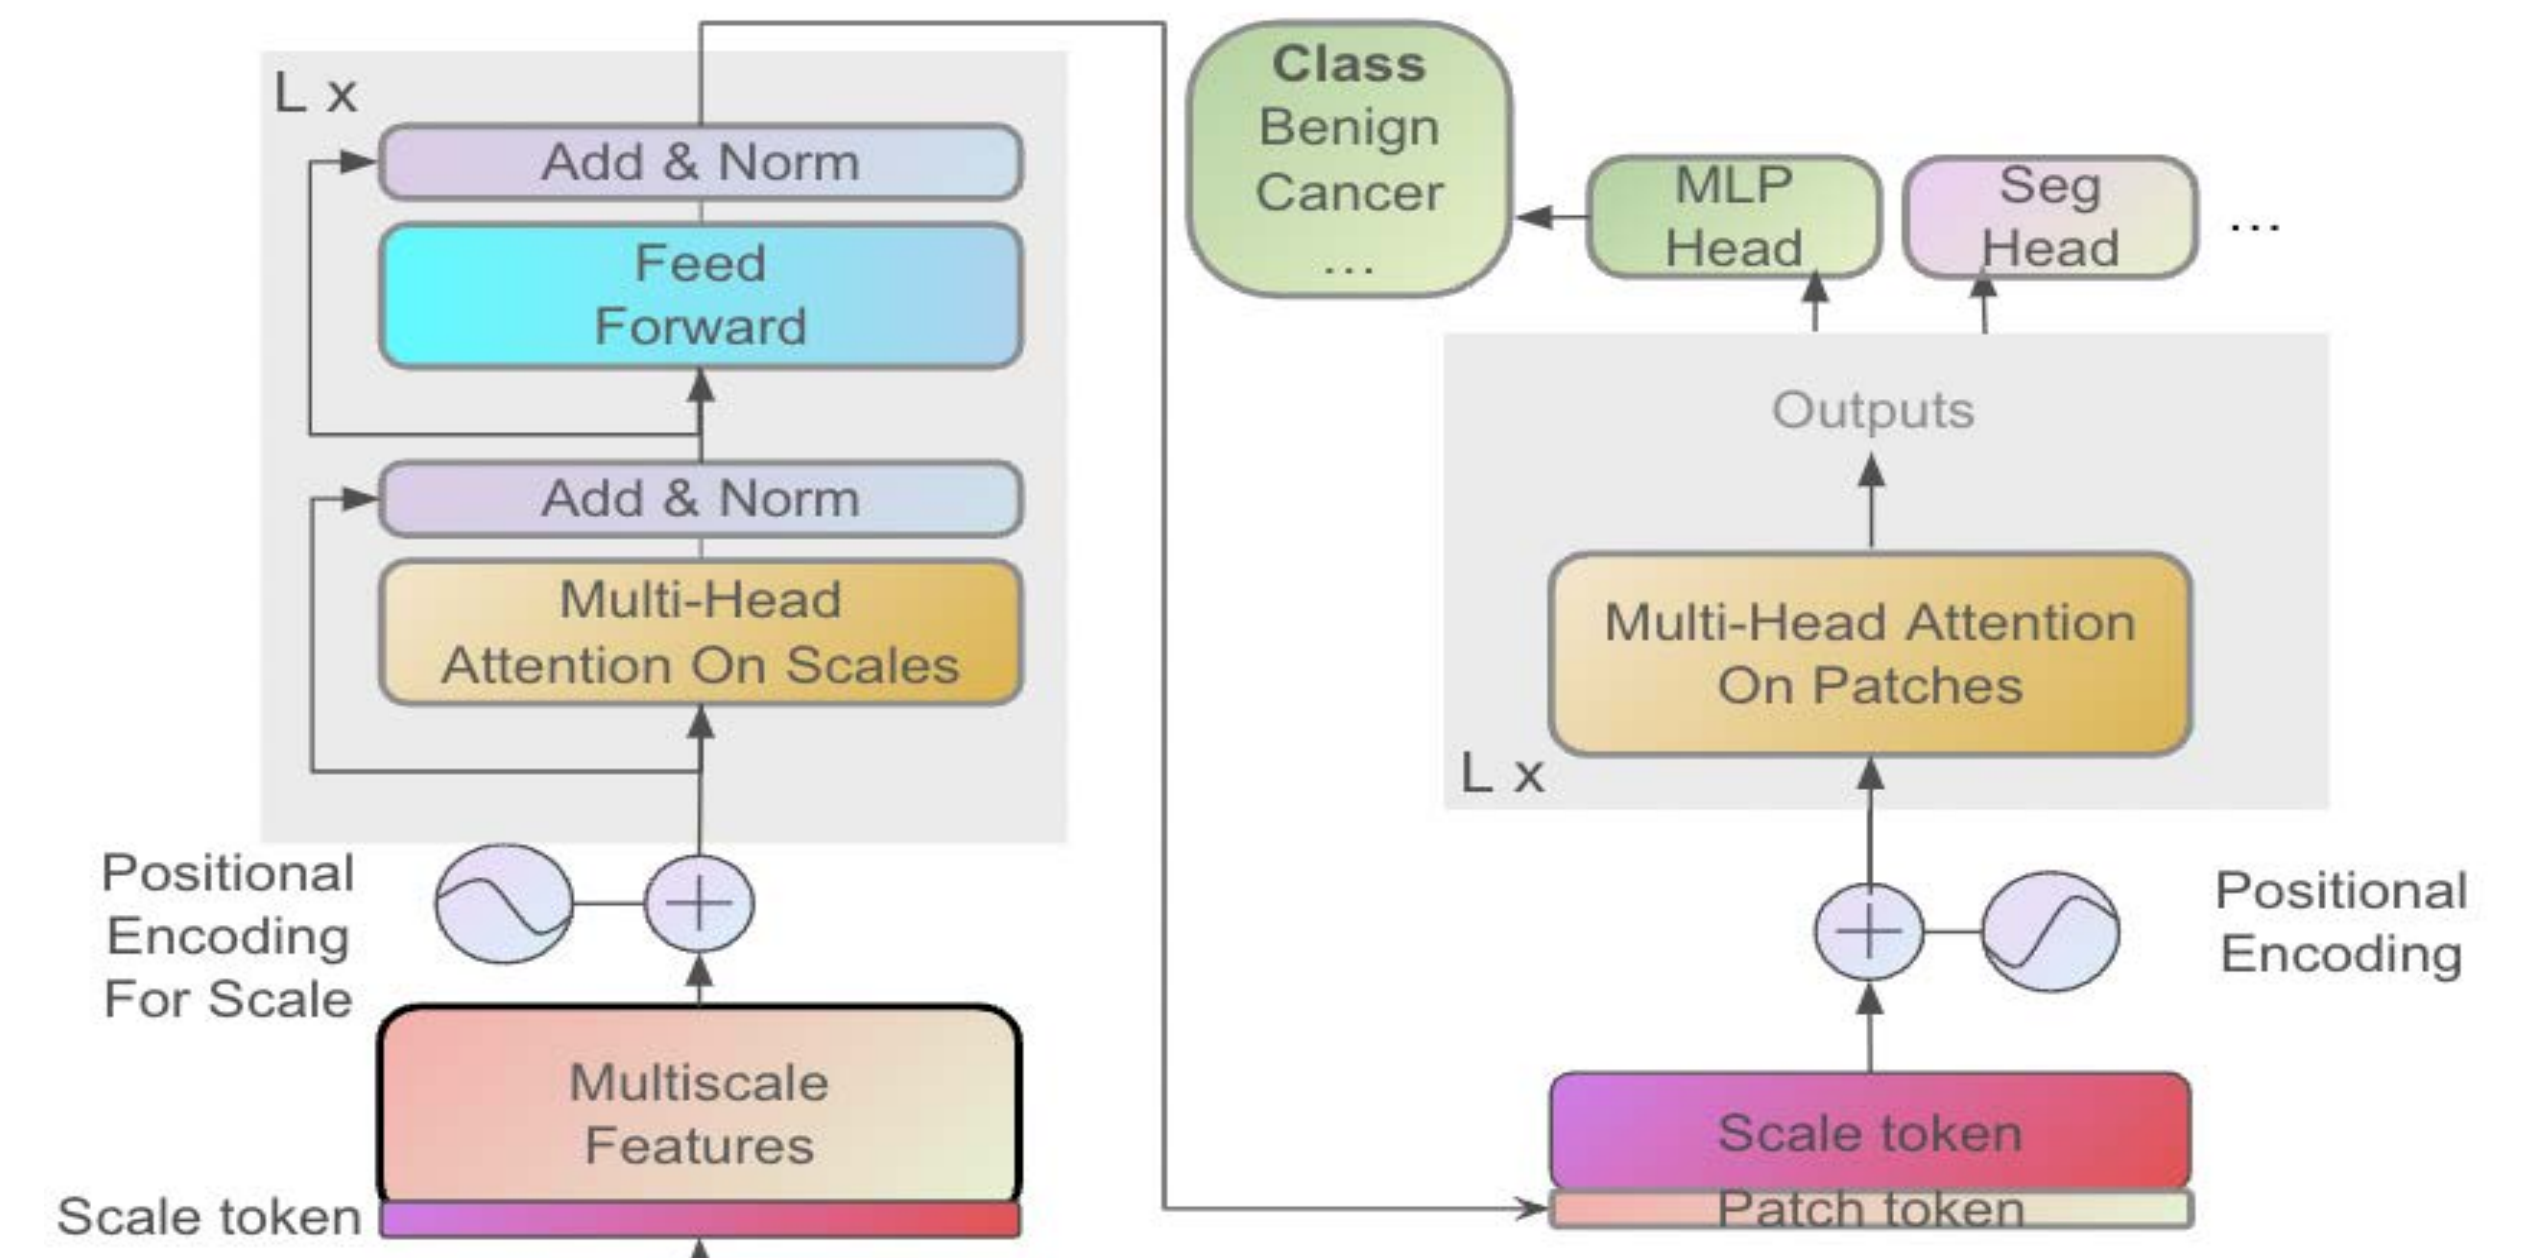 L x
Add & Norm
Feed
Forward
Add & Norm
Multi-Head
Attention On Scales
Positional
Encoding
For Scale
Multiscale
Features
Scale token
Class
Benign
Cancer
...
MLP
Head
Seg
Head
...
Outputs
Multi-Head Attention
On Patches
L x
Positional
Encoding
Scale token
Patch token